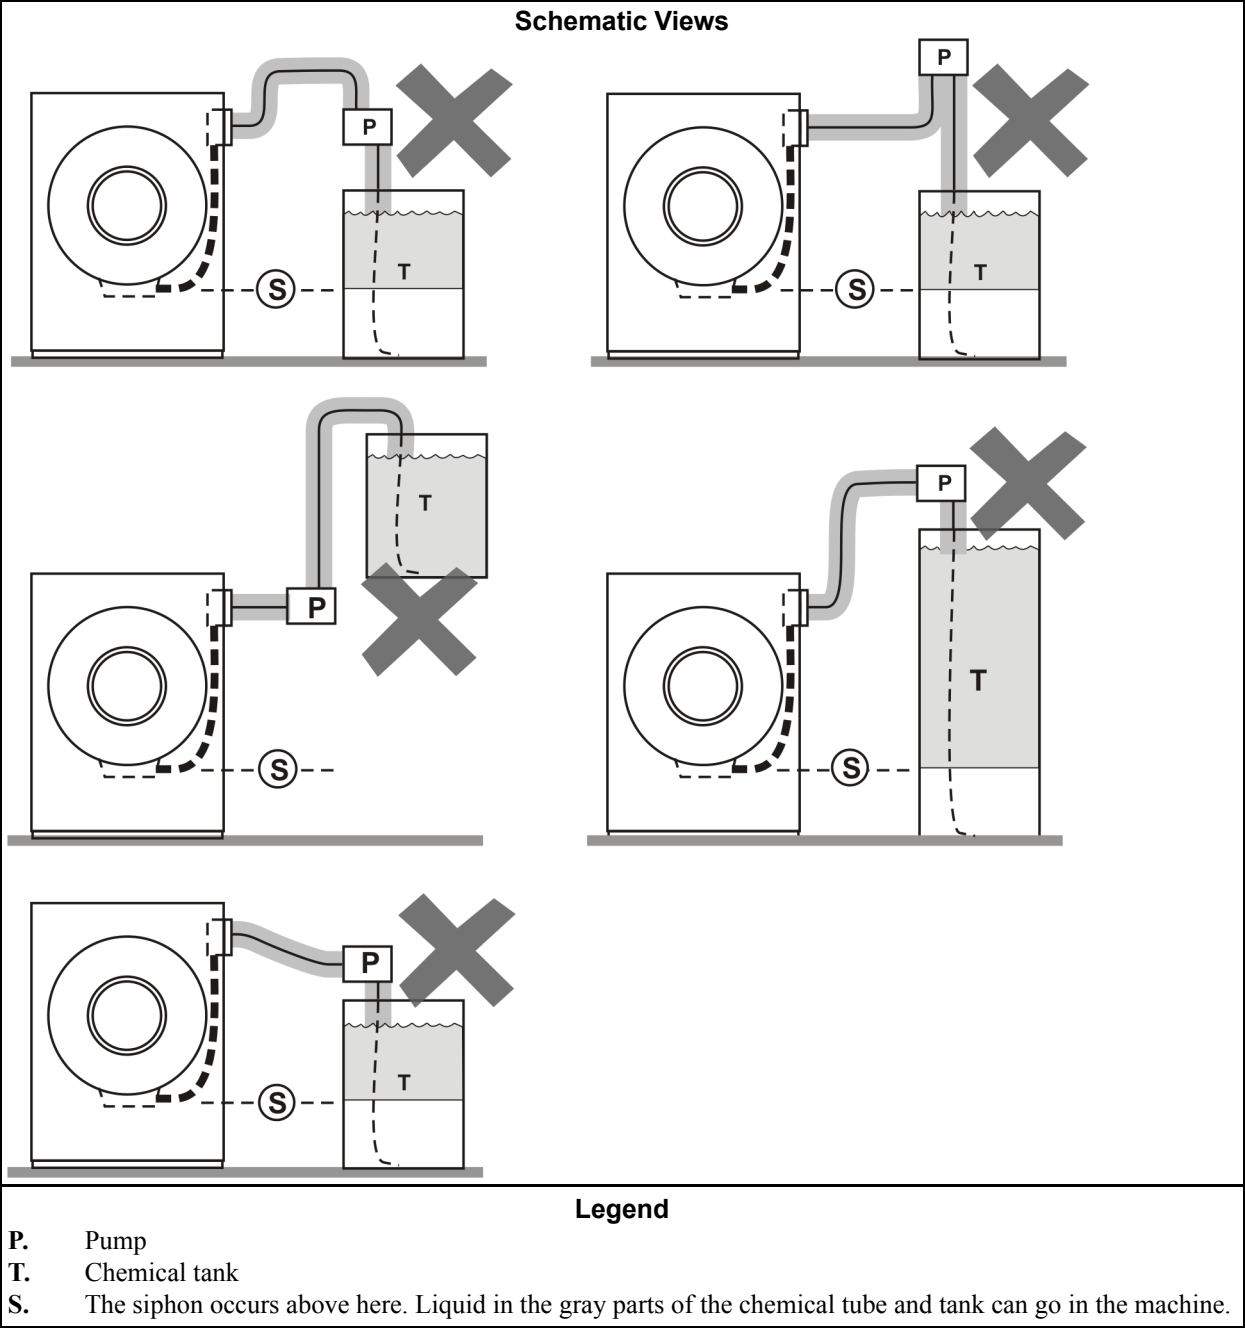 Schematic Views
P
T
S
P
T
S
T
P
S
P
T
S
P
T
S
Legend
P. Pump
T. Chemical tank
S. The siphon occurs above here. Liquid in the gray parts of the chemical tube and tank can go in the machine.